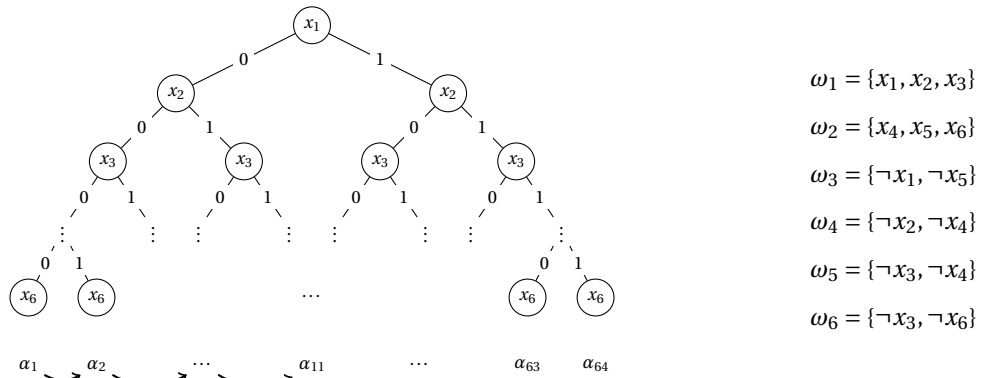 x₁
0 1
x₂ x₂
0 1 0 1
x₃ x₃ x₃ x₃
0 1 0 1 0 1 0 1
⋮ ⋮ ⋮ ⋮ ⋮ ⋮ ⋮ ⋮
0 1 0 1
x₆ x₆ ... x₆ x₆
α₁ α₂ ... α₁₁ ... α₆₃ α₆₄
ω₁ = {x₁, x₂, x₃}
ω₂ = {x₄, x₅, x₆}
ω₃ = {¬x₁, ¬x₅}
ω₄ = {¬x₂, ¬x₄}
ω₅ = {¬x₃, ¬x₄}
ω₆ = {¬x₃, ¬x₆}